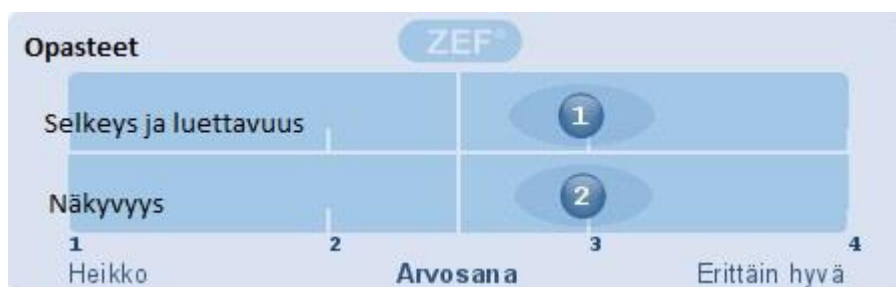 ZEF®
Opasteet
Selkeys ja luettavuus 1
Näkyvyys 2
1 2 3 4
Heikko Arvosana Erittäin hyvä